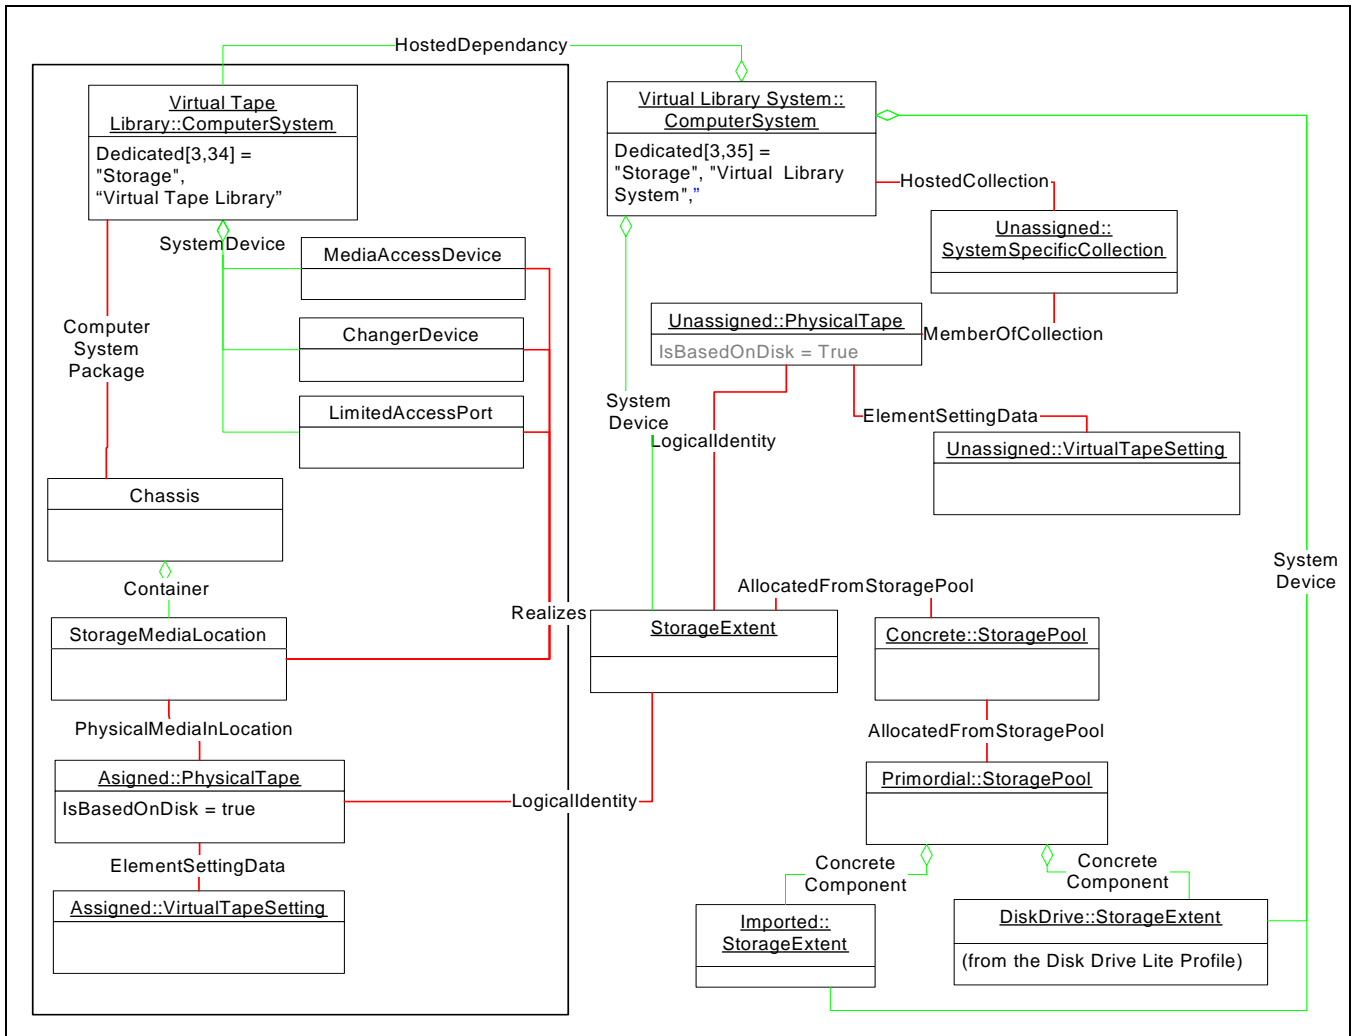 HostedDependancy
Virtual Tape
Library::ComputerSystem
Dedicated[3,34] =
"Storage",
“Virtual Tape Library”
SystemDevice
MediaAccessDevice
ChangerDevice
LimitedAccessPort
Computer
System
Package
Chassis
Container
StorageMediaLocation
Realizes
PhysicalMediaInLocation
Asigned::PhysicalTape
IsBasedOnDisk = true
ElementSettingData
Assigned::VirtualTapeSetting
LogicalIdentity
Virtual Library System::
ComputerSystem
Dedicated[3,35] =
"Storage", "Virtual Library
System",”
HostedCollection
Unassigned::
SystemSpecificCollection
MemberOfCollection
Unassigned::PhysicalTape
IsBasedOnDisk = True
System
Device
LogicalIdentity
ElementSettingData
Unassigned::VirtualTapeSetting
System
Device
AllocatedFromStoragePool
StorageExtent
Concrete::StoragePool
AllocatedFromStoragePool
Primordial::StoragePool
Concrete
Component
Concrete
Component
Imported::
StorageExtent
DiskDrive::StorageExtent
(from the Disk Drive Lite Profile)